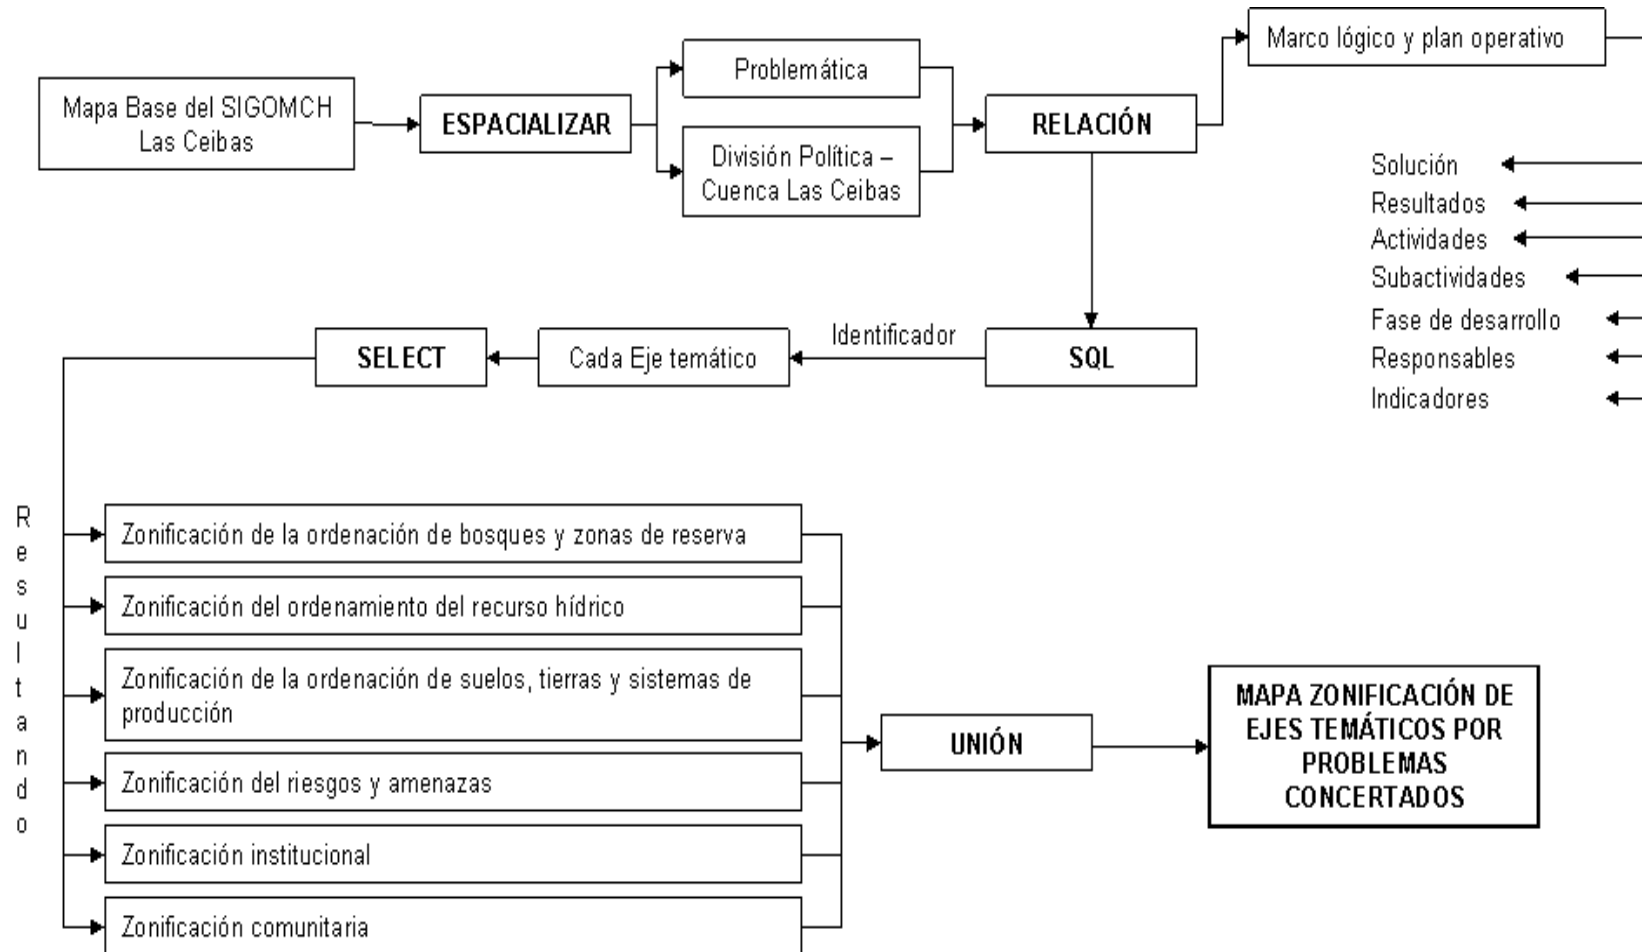 Marco lógico y plan operativo
Problemática
Mapa Base del SIGOMCH
Las Ceibas
ESPACIALIZAR
RELACIÓN
División Política –
Cuenca Las Ceibas
Solución
Resultados
Actividades
Subactividades
Fase de desarrollo
Responsables
Indicadores
SELECT
Cada Eje temático
Identificador
SQL
Resultando
Zonificación de la ordenación de bosques y zonas de reserva
Zonificación del ordenamiento del recurso hídrico
Zonificación de la ordenación de suelos, tierras y sistemas de
producción
Zonificación del riesgos y amenazas
Zonificación institucional
Zonificación comunitaria
UNIÓN
MAPA ZONIFICACIÓN DE
EJES TEMÁTICOS POR
PROBLEMAS
CONCERTADOS